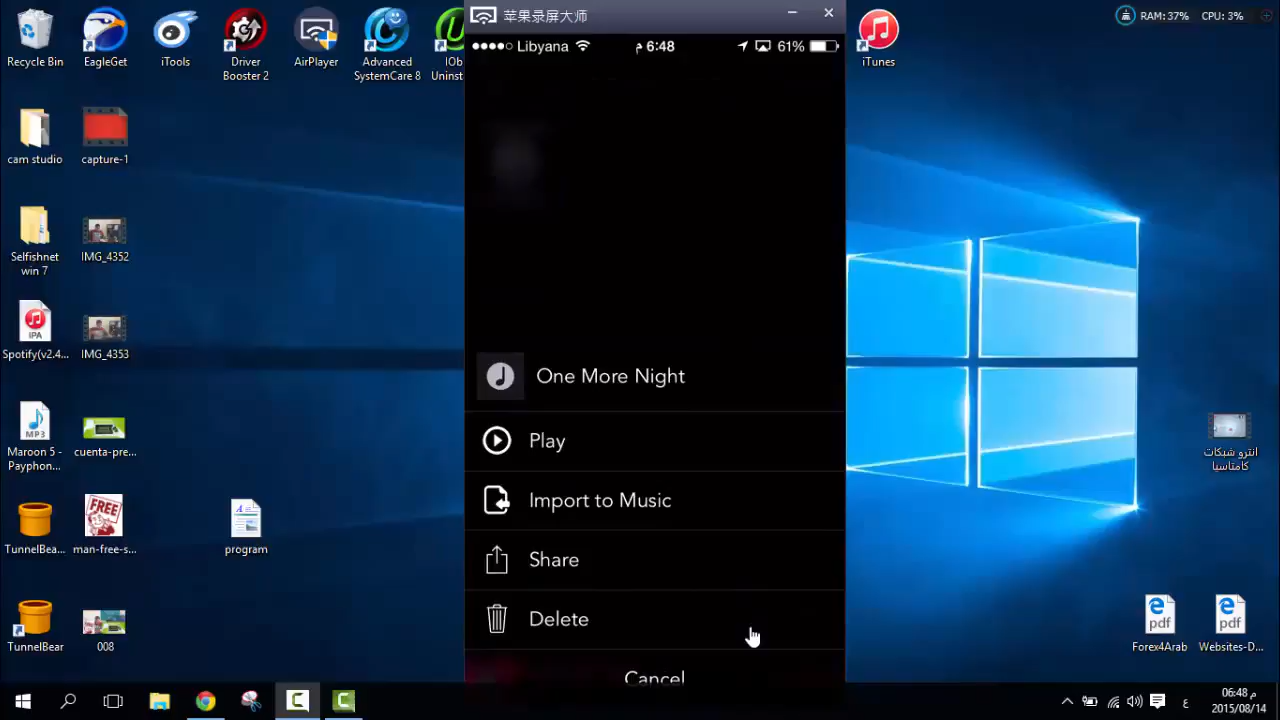 苹果录屏大师
Libyana
6:48 م
61%
One More Night
Play
Import to Music
Share
Delete
Cancel
Recycle Bin
EagleGet
iTools
Driver
Booster 2
AirPlayer
Advanced
SystemCare 8
IOb
Uninst
iTunes
RAM: 37%
CPU: 3%
cam studio
capture-1
Selfishnet
win 7
IMG_4352
IPA
Spotify(v2.4...
IMG_4353
MP3
Maroon 5 -
Payphon...
cuenta-pre...
FREE
TunnelBea...
man-free-s...
program
TunnelBear
008
انترو شبكات
كامتاسيا
pdf
Forex4Arab
pdf
Websites-D...
ع
06:48 م
2015/08/14